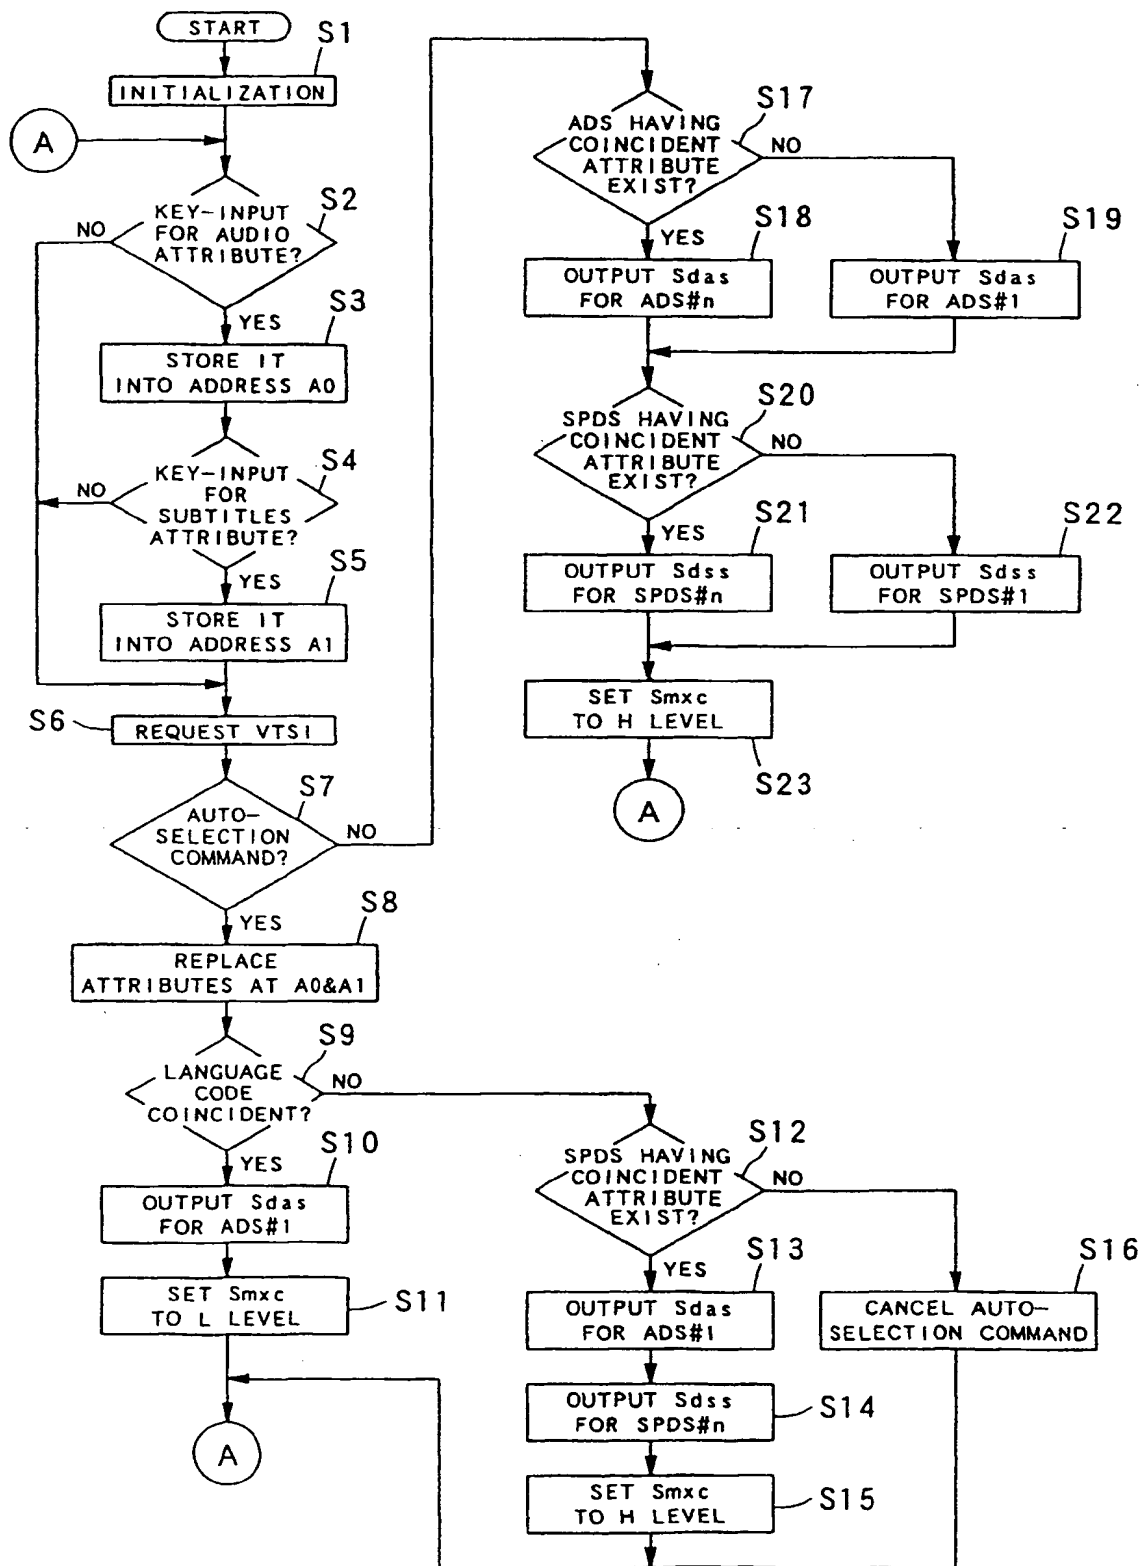 START
S1
INITIALIZATION
A
KEY-INPUT
FOR AUDIO
ATTRIBUTE?
S2
NO
YES
S3
STORE IT
INTO ADDRESS A0
KEY-INPUT
FOR
SUBTITLES
ATTRIBUTE?
S4
NO
YES
S5
STORE IT
INTO ADDRESS A1
S6
REQUEST VTSI
S7
AUTO-
SELECTION
COMMAND?
NO
YES
S8
REPLACE
ATTRIBUTES AT A0&A1
S9
LANGUAGE
CODE
COINCIDENT?
NO
YES
S10
OUTPUT Sdas
FOR ADS#1
SET Smxc
TO L LEVEL
S11
A
SPDS HAVING
COINCIDENT
ATTRIBUTE
EXIST?
S12
NO
YES
S13
OUTPUT Sdas
FOR ADS#1
OUTPUT Sdss
FOR SPDS#n
S14
SET Smxc
TO H LEVEL
S15
S16
CANCEL AUTO-
SELECTION COMMAND
ADS HAVING
COINCIDENT
ATTRIBUTE
EXIST?
S17
NO
YES
S18
OUTPUT Sdas
FOR ADS#n
S19
OUTPUT Sdas
FOR ADS#1
SPDS HAVING
COINCIDENT
ATTRIBUTE
EXIST?
S20
NO
YES
S21
OUTPUT Sdss
FOR SPDS#n
S22
OUTPUT Sdss
FOR SPDS#1
SET Smxc
TO H LEVEL
S23
A